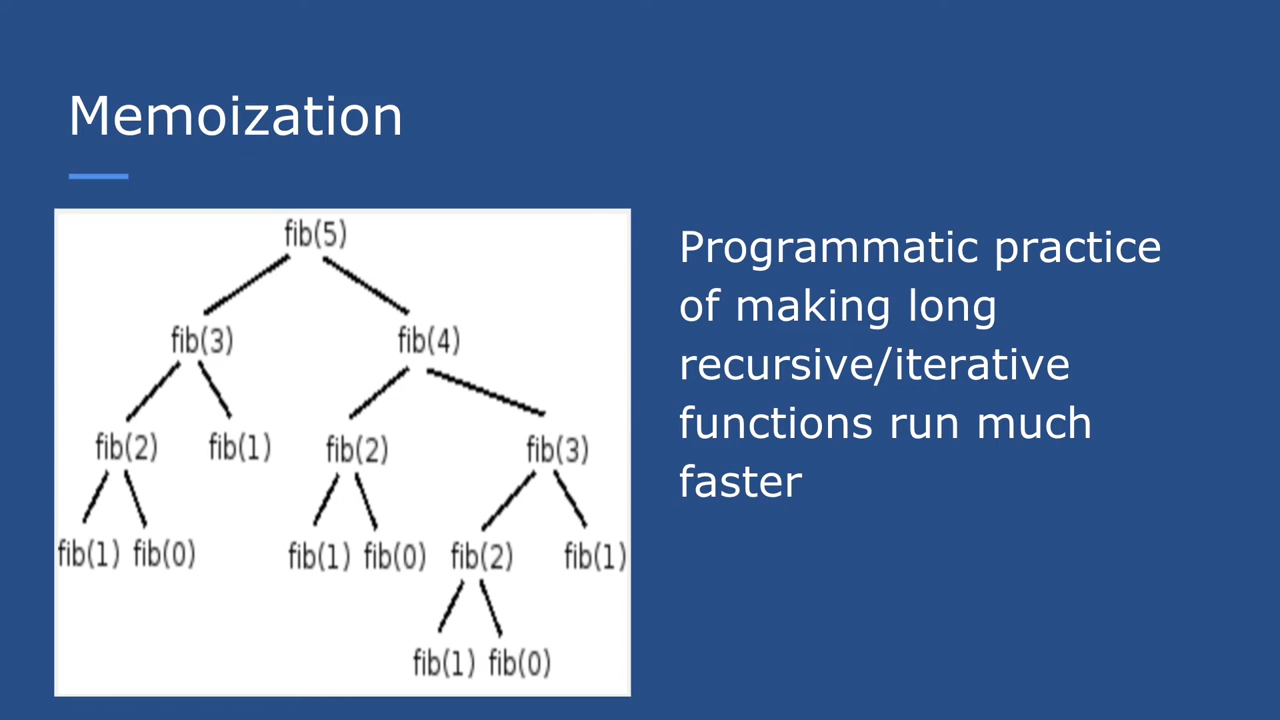 Memoization
fib(5)
fib(3) fib(4)
fib(2) fib(1) fib(2) fib(3)
fib(1) fib(0) fib(1) fib(0) fib(2) fib(1)
fib(1) fib(0)
Programmatic practice
of making long
recursive/iterative
functions run much
faster